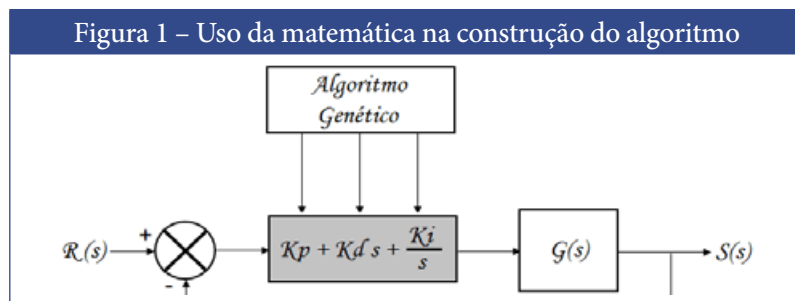 Figura 1 – Uso da matemática na construção do algoritmo
Algoritmo
Genético
R(s) + - Kp + Kd s + Ki/s G(s) S(s)